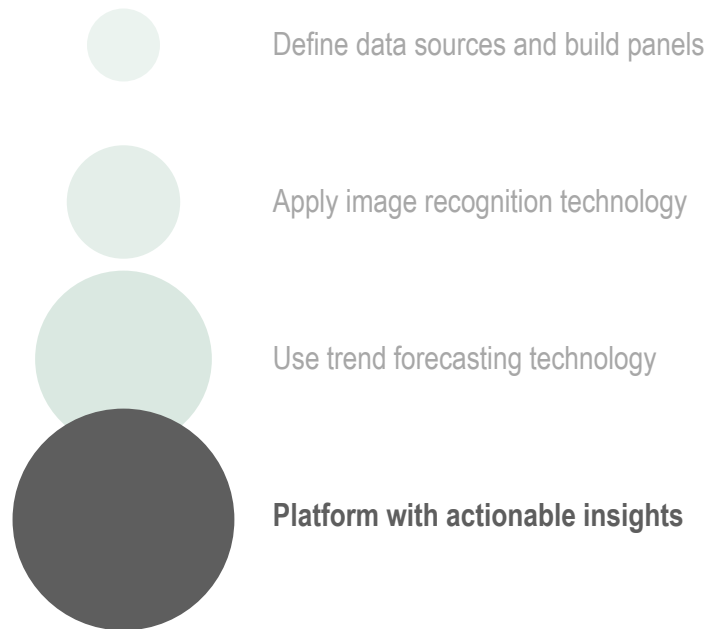 Define data sources and build panels
Apply image recognition technology
Use trend forecasting technology
Platform with actionable insights